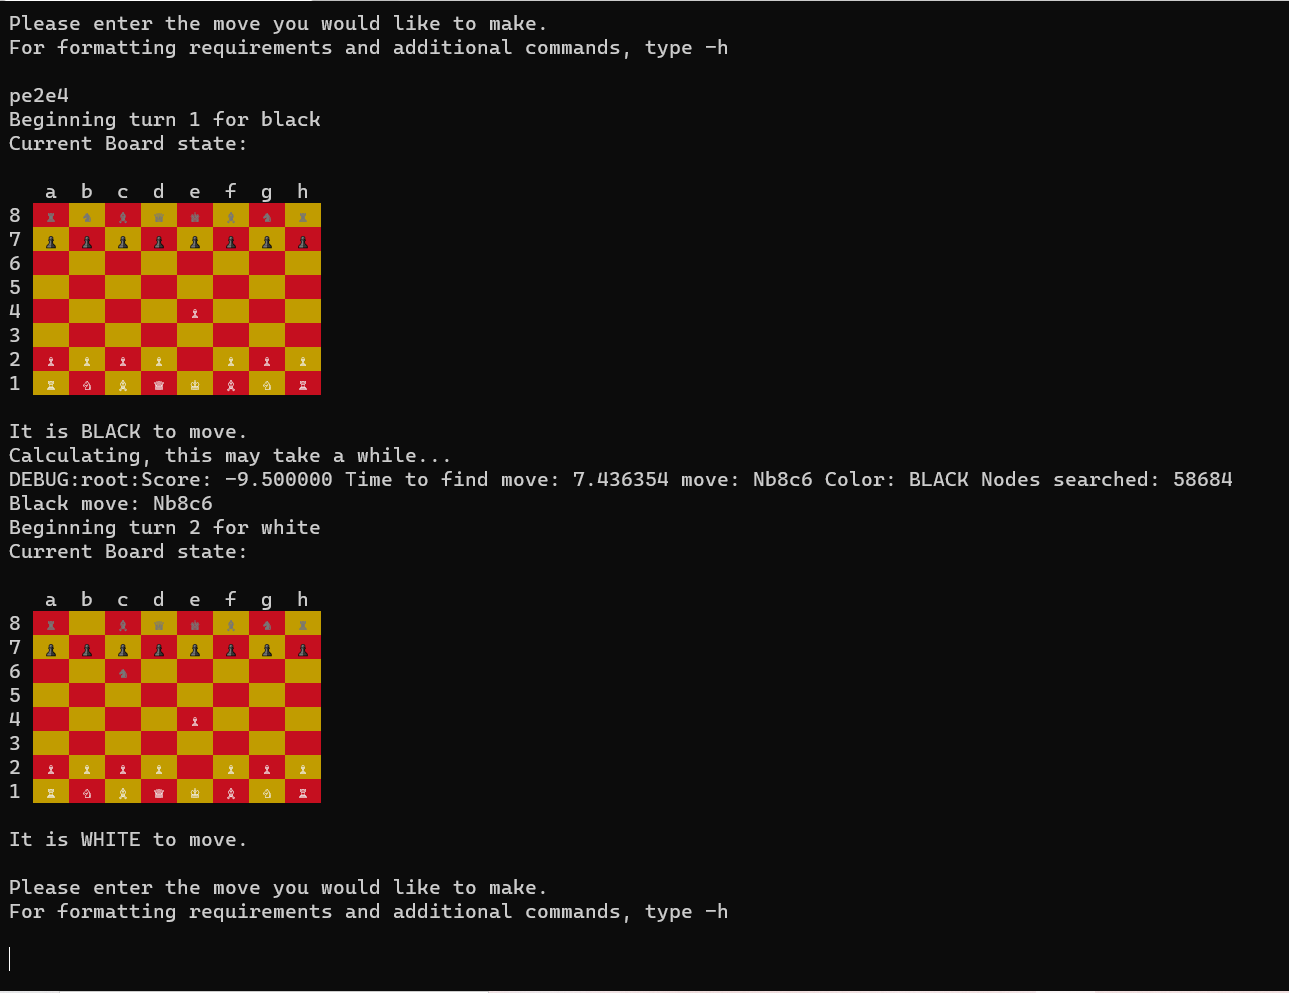 Please enter the move you would like to make.
For formatting requirements and additional commands, type -h
pe2e4
Beginning turn 1 for black
Current Board state:
a b c d e f g h
8 ♜ ♞ ♝ ♛ ♚ ♝ ♞ ♜
7 ♟ ♟ ♟ ♟ ♟ ♟ ♟ ♟
6
5
4 ♙
3
2 ♙ ♙ ♙ ♙ ♙ ♙ ♙
1 ♖ ♘ ♗ ♕ ♔ ♗ ♘ ♖
It is BLACK to move.
Calculating, this may take a while...
DEBUG:root:Score: -9.500000 Time to find move: 7.436354 move: Nb8c6 Color: BLACK Nodes searched: 58684
Black move: Nb8c6
Beginning turn 2 for white
Current Board state:
a b c d e f g h
8 ♜ ♝ ♛ ♚ ♝ ♞ ♜
7 ♟ ♟ ♟ ♟ ♟ ♟ ♟ ♟
6 ♞
5
4 ♙
3
2 ♙ ♙ ♙ ♙ ♙ ♙ ♙
1 ♖ ♘ ♗ ♕ ♔ ♗ ♘ ♖
It is WHITE to move.
Please enter the move you would like to make.
For formatting requirements and additional commands, type -h